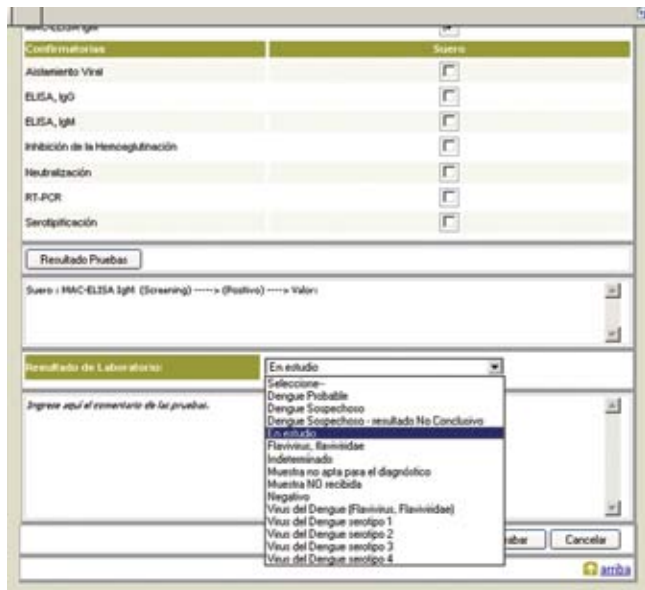 MAC-ELISA IgM
Confirmatorias Suero
Aislamiento Viral
ELISA, IgG
ELISA, IgM
Inhibición de la Hemoaglutinación
Neutralización
RT-PCR
Serotipificación
Resultado Pruebas
Suero : MAC-ELISA IgM (Screening) -----> (Positivo) ----> Valor:
Resultado de Laboratorio: En estudio
Seleccione--
Dengue Probable
Dengue Sospechoso
Dengue Sospechoso - resultado No Conclusivo
En estudio
Flavivirus, flaviviridae
Indeterminado
Muestra no apta para el diagnóstico
Muestra NO recibida
Negativo
Virus del Dengue (Flavivirus, Flaviviridae)
Virus del Dengue serotipo 1
Virus del Dengue serotipo 2
Virus del Dengue serotipo 3
Virus del Dengue serotipo 4
Ingrese aquí el comentario de las pruebas.
Cancelar
arriba